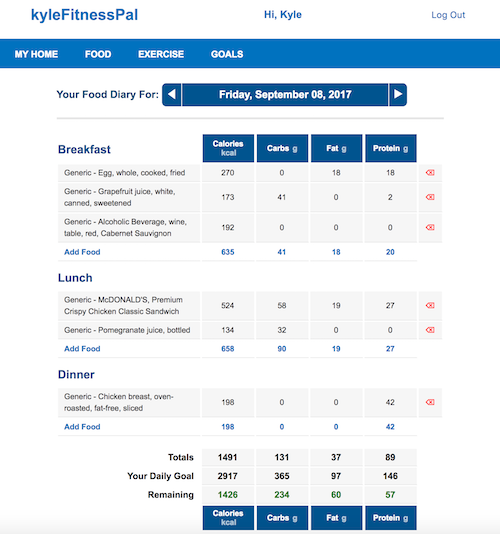 kyleFitnessPal
Hi, Kyle
Log Out
MY HOME FOOD EXERCISE GOALS
Your Food Diary For: Friday, September 08, 2017
Breakfast Calories kcal Carbs g Fat g Protein g
Generic - Egg, whole, cooked, fried 270 0 18 18
Generic - Grapefruit juice, white,
canned, sweetened 173 41 0 2
Generic - Alcoholic Beverage, wine,
table, red, Cabernet Sauvignon 192 0 0 0
Add Food 635 41 18 20
Lunch
Generic - McDONALD'S, Premium
Crispy Chicken Classic Sandwich 524 58 19 27
Generic - Pomegranate juice, bottled 134 32 0 0
Add Food 658 90 19 27
Dinner
Generic - Chicken breast, oven-
roasted, fat-free, sliced 198 0 0 42
Add Food 198 0 0 42
Totals 1491 131 37 89
Your Daily Goal 2917 365 97 146
Remaining 1426 234 60 57
Calories kcal Carbs g Fat g Protein g